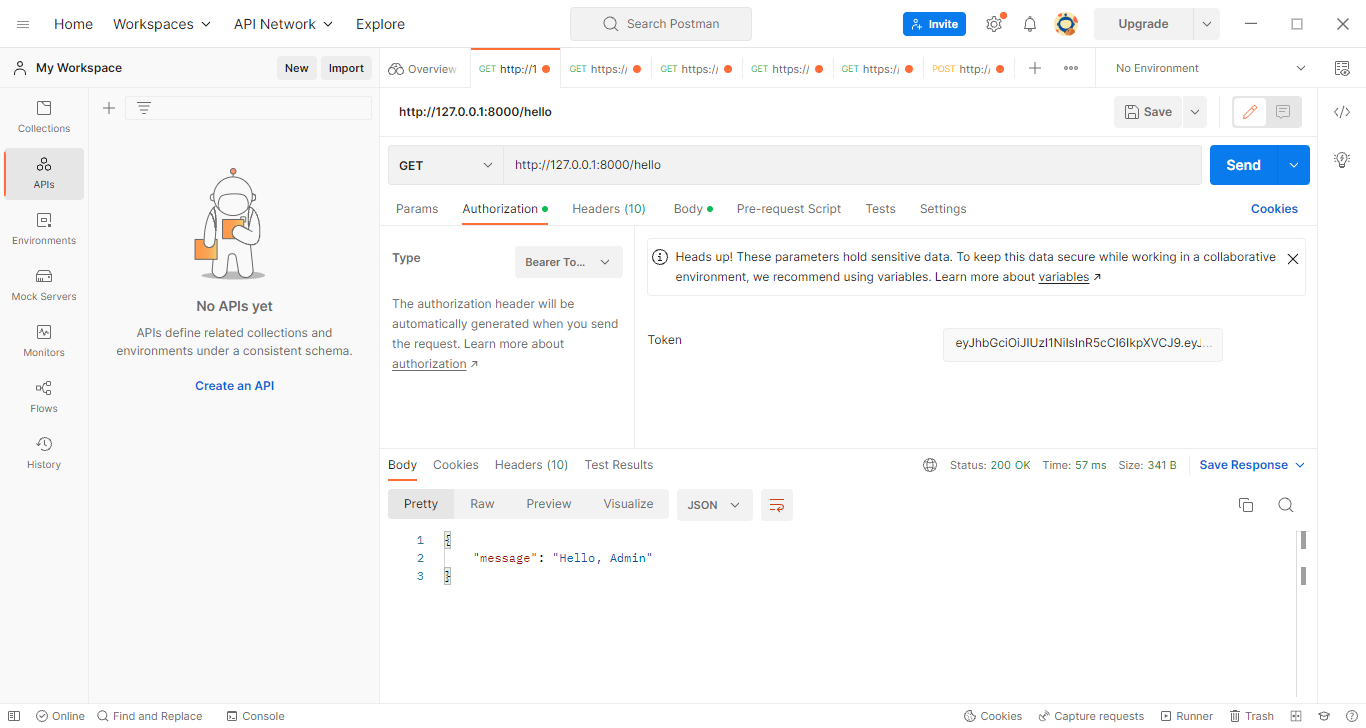 Home Workspaces API Network Explore Search Postman Invite Upgrade
My Workspace New Import Overview GET http://1 GET https:/ GET https:/ GET https:/ GET https:/ POST http:/ No Environment
Collections
APIs
Environments
Mock Servers
Monitors
Flows
History
No APIs yet
APIs define related collections and
environments under a consistent schema.
Create an API
http://127.0.0.1:8000/hello Save
GET http://127.0.0.1:8000/hello Send
Params Authorization Headers (10) Body Pre-request Script Tests Settings Cookies
Type Bearer To...
The authorization header will be
automatically generated when you send
the request. Learn more about
authorization ↗
Heads up! These parameters hold sensitive data. To keep this data secure while working in a collaborative
environment, we recommend using variables. Learn more about variables ↗
Token eyJhbGciOiJIUzI1NiIsInR5cCI6IkpXVCJ9.eyJ...
Body Cookies Headers (10) Test Results Status: 200 OK Time: 57 ms Size: 341 B Save Response
Pretty Raw Preview Visualize JSON
1 {
2 "message": "Hello, Admin"
3 }
Online Find and Replace Console Cookies Capture requests Runner Trash